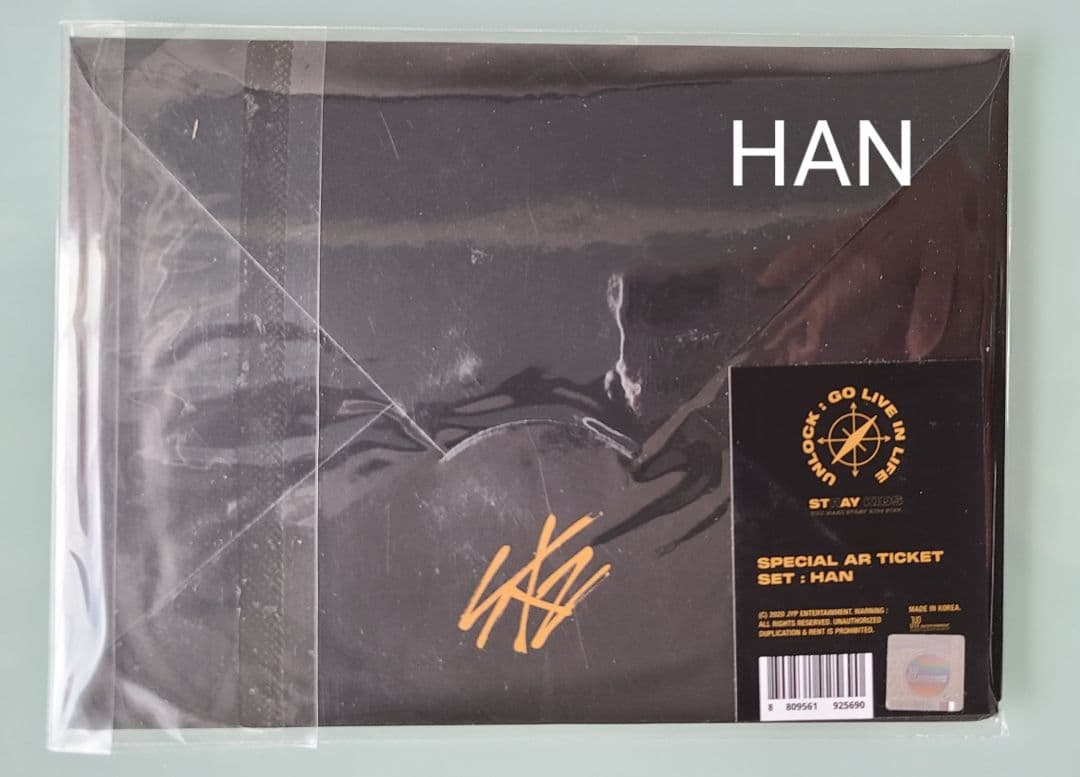 HAN
UNLOCK : GO LIVE IN LIFE
STRAY KIDS
SPECIAL AR TICKET
SET : HAN
(C) 2020 JYP ENTERTAINMENT. WARNING :
ALL RIGHTS RESERVED. UNAUTHORIZED
DUPLICATION & RENT IS PROHIBITED.
MADE IN KOREA.
8 809561 925690